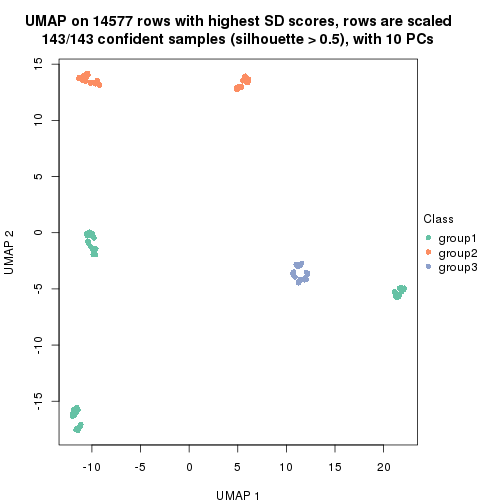 UMAP on 14577 rows with highest SD scores, rows are scaled
143/143 confident samples (silhouette > 0.5), with 10 PCs
15
10
5
0
-5
-10
-15
UMAP 2
-10
-5
0
5
10
15
20
UMAP 1
Class
group1
group2
group3